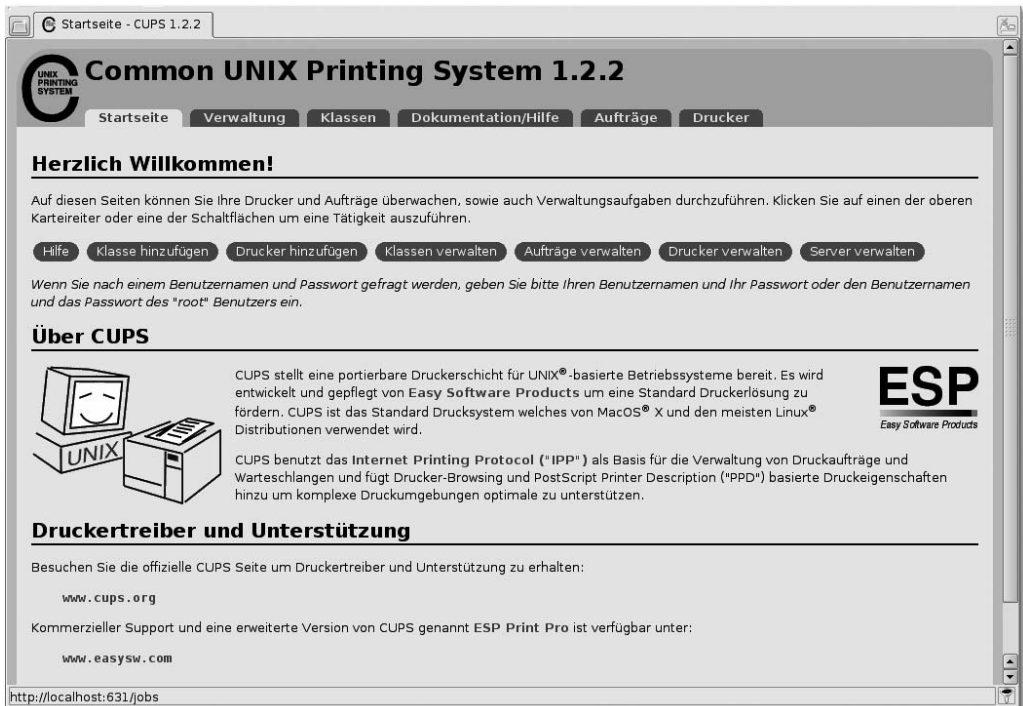 Startseite - CUPS 1.2.2
UNIX
PRINTING
SYSTEM
Common UNIX Printing System 1.2.2
Startseite Verwaltung Klassen Dokumentation/Hilfe Aufträge Drucker
Herzlich Willkommen!
Auf diesen Seiten können Sie Ihre Drucker und Aufträge überwachen, sowie auch Verwaltungsaufgaben durchzuführen. Klicken Sie auf einen der oberen
Karteireiter oder eine der Schaltflächen um eine Tätigkeit auszuführen.
Hilfe Klasse hinzufügen Drucker hinzufügen Klassen verwalten Aufträge verwalten Drucker verwalten Server verwalten
Wenn Sie nach einem Benutzernamen und Passwort gefragt werden, geben Sie bitte Ihren Benutzernamen und Ihr Passwort oder den Benutzernamen
und das Passwort des "root" Benutzers ein.
Über CUPS
UNIX
CUPS stellt eine portierbare Druckerschicht für UNIX®-basierte Betriebssysteme bereit. Es wird
entwickelt und gepflegt von Easy Software Products um eine Standard Druckerlösung zu
fördern. CUPS ist das Standard Drucksystem welches von MacOS® X und den meisten Linux®
Distributionen verwendet wird.
ESP
Easy Software Products
CUPS benutzt das Internet Printing Protocol ("IPP") als Basis für die Verwaltung von Druckaufträge und
Warteschlangen und fügt Drucker-Browsing und PostScript Printer Description ("PPD") basierte Druckeigenschaften
hinzu um komplexe Druckumgebungen optimale zu unterstützen.
Druckertreiber und Unterstützung
Besuchen Sie die offizielle CUPS Seite um Druckertreiber und Unterstützung zu erhalten:
www.cups.org
Kommerzieller Support und eine erweiterte Version von CUPS genannt ESP Print Pro ist verfügbar unter:
www.easysw.com
http://localhost:631/jobs